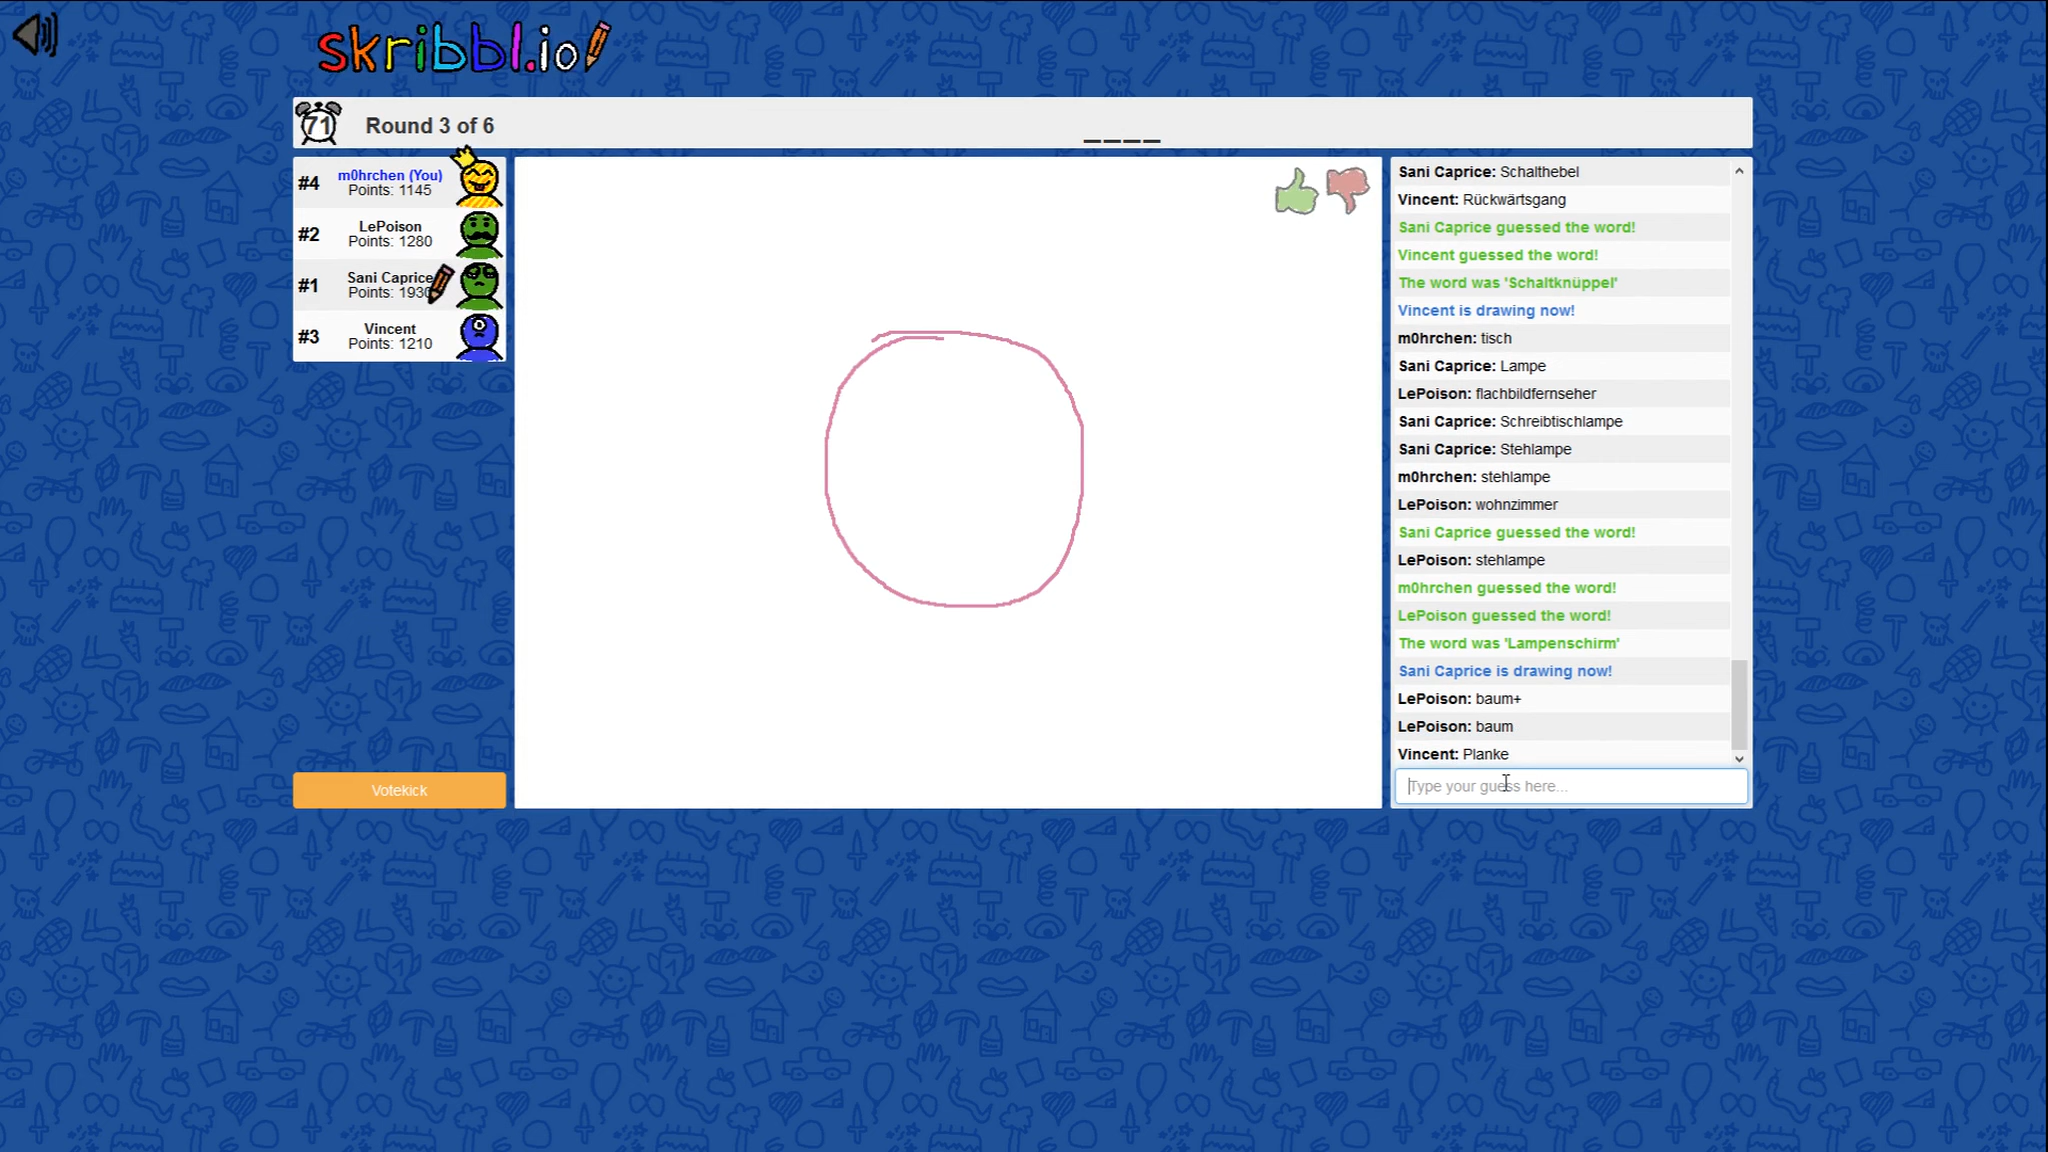 skribbl.io
71
Round 3 of 6
____
#4
m0hrchen (You)
Points: 1145
#2
LePoison
Points: 1280
#1
Sani Caprice
Points: 1930
#3
Vincent
Points: 1210
Votekick
Sani Caprice: Schalthebel
Vincent: Rückwärtsgang
Sani Caprice guessed the word!
Vincent guessed the word!
The word was 'Schaltknüppel'
Vincent is drawing now!
m0hrchen: tisch
Sani Caprice: Lampe
LePoison: flachbildfernseher
Sani Caprice: Schreibtischlampe
Sani Caprice: Stehlampe
m0hrchen: stehlampe
LePoison: wohnzimmer
Sani Caprice guessed the word!
LePoison: stehlampe
m0hrchen guessed the word!
LePoison guessed the word!
The word was 'Lampenschirm'
Sani Caprice is drawing now!
LePoison: baum+
LePoison: baum
Vincent: Planke
Type your guess here...